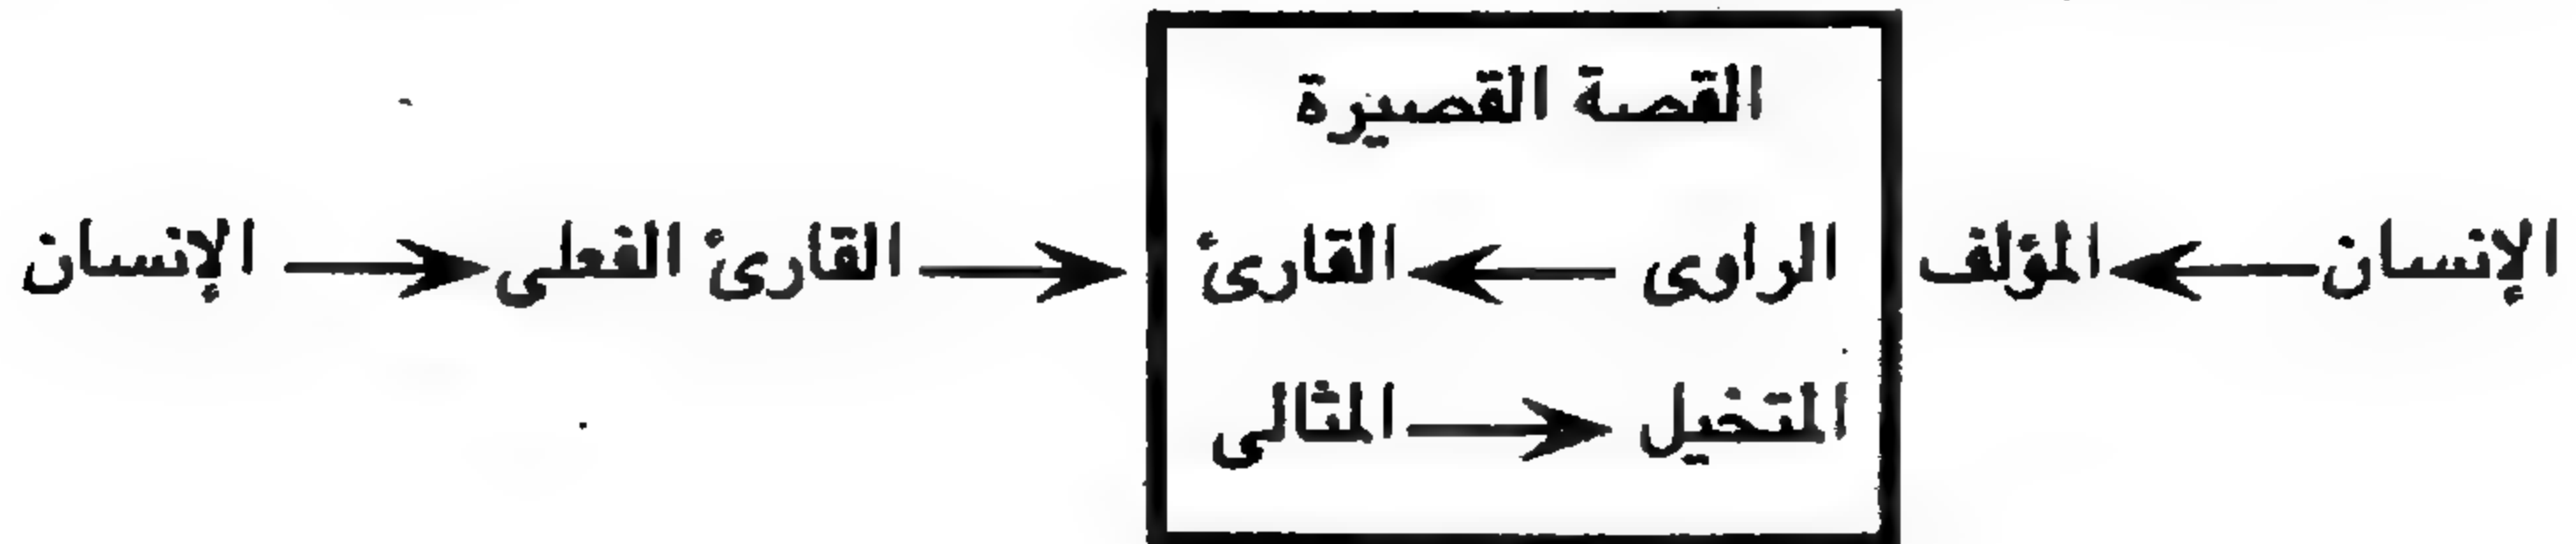 القصة القصيرة
الإنسان المؤلف الراوى القارئ القارئ الفعلى الإنسان
المتخيل المثالى